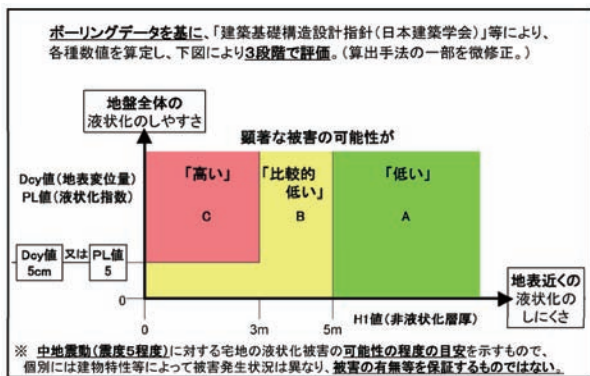 ボーリングデータを基に、「建築基礎構造設計指針(日本建築学会)」等により、
各種数値を算定し、下図により3段階で評価。(算出手法の一部を微修正。)
地盤全体の
液状化のしやすさ
顕著な被害の可能性が
Dcy値(地表変位量)
PL値(液状化指数)
「高い」
「比較的
低い」
「低い」
C
B
A
Dcy値
5cm
又は
PL値
5
0
地表近くの
液状化の
しにくさ
0
3m
5m
H1値(非液状化層厚)
※ 中地震動(震度5程度)に対する宅地の液状化被害の可能性の程度の目安を示すもので、
個別には建物特性等によって被害発生状況は異なり、被害の有無等を保証するものではない。